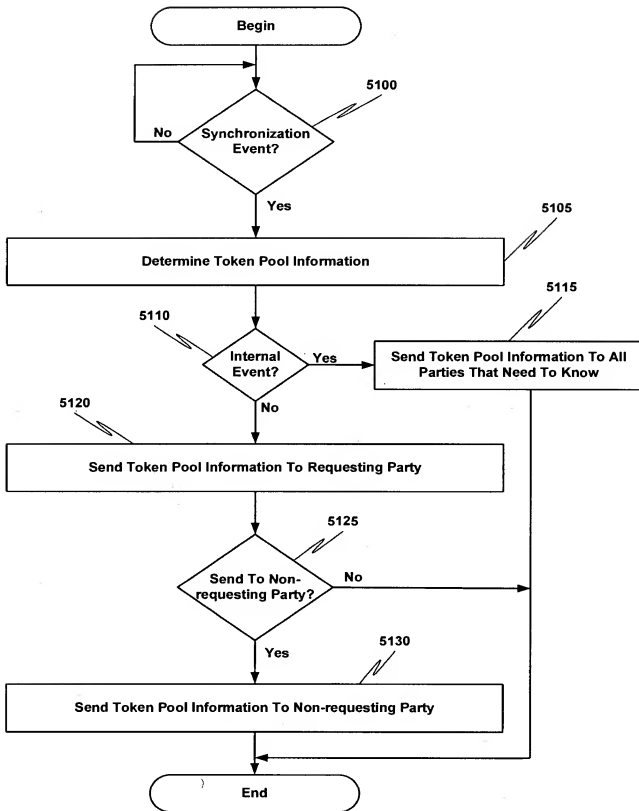 Begin
5100
Synchronization
Event?
No
Yes
5105
Determine Token Pool Information
5110
5115
Internal
Event?
Yes
Send Token Pool Information To All
Parties That Need To Know
No
5120
Send Token Pool Information To Requesting Party
5125
Send To Non-
requesting Party?
No
Yes
5130
Send Token Pool Information To Non-requesting Party
End